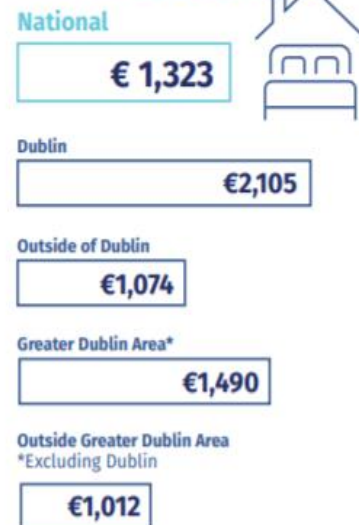 National
€ 1,323
Dublin
€2,105
Outside of Dublin
€1,074
Greater Dublin Area*
€1,490
Outside Greater Dublin Area
*Excluding Dublin
€1,012